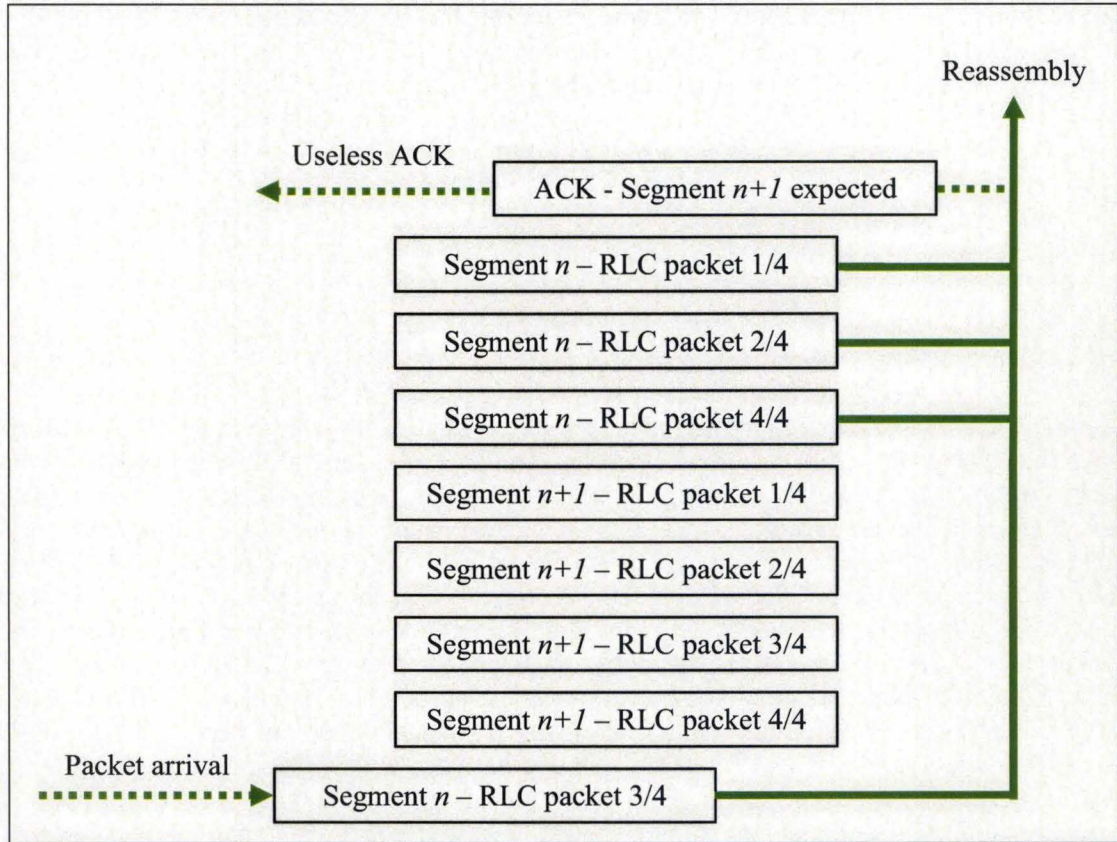 Reassembly
Useless ACK
ACK - Segment n+1 expected
Segment n – RLC packet 1/4
Segment n – RLC packet 2/4
Segment n – RLC packet 4/4
Segment n+1 – RLC packet 1/4
Segment n+1 – RLC packet 2/4
Segment n+1 – RLC packet 3/4
Segment n+1 – RLC packet 4/4
Packet arrival
Segment n – RLC packet 3/4